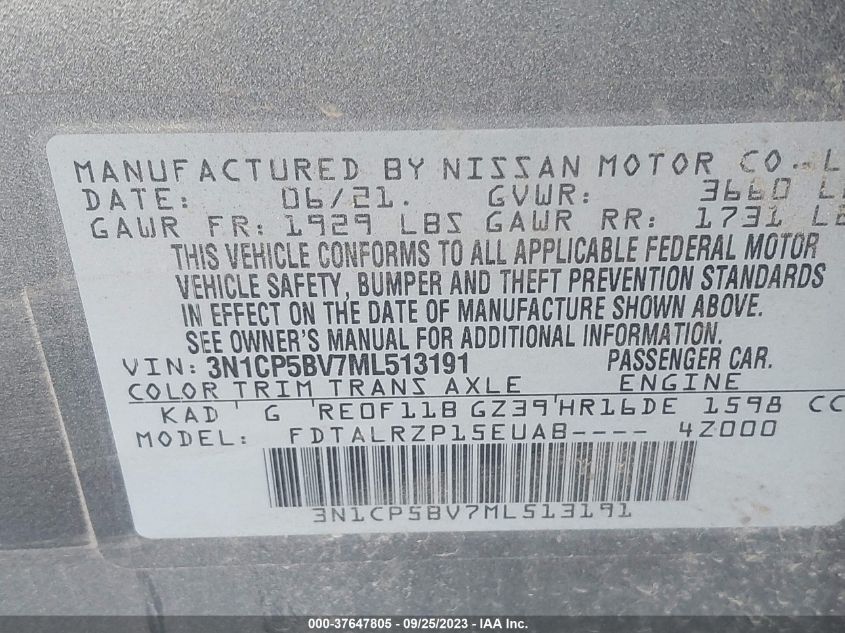 MANUFACTURED BY NISSAN MOTOR CO. L
DATE: 06/21. GVWR: 3660 L
GAWR FR: 1929 LBS GAWR RR: 1731 LB
THIS VEHICLE CONFORMS TO ALL APPLICABLE FEDERAL MOTOR
VEHICLE SAFETY, BUMPER AND THEFT PREVENTION STANDARDS
IN EFFECT ON THE DATE OF MANUFACTURE SHOWN ABOVE.
SEE OWNER'S MANUAL FOR ADDITIONAL INFORMATION.
VIN: 3N1CP5BV7ML513191 PASSENGER CAR.
COLOR TRIM TRANS AXLE ENGINE
KAD G RE0F11B GZ39 HR16DE 1598 CC
MODEL: FDTALRZP15EUAB---- 4Z000
3N1CP5BV7ML513191
000-37647805 - 09/25/2023 - IAA Inc.